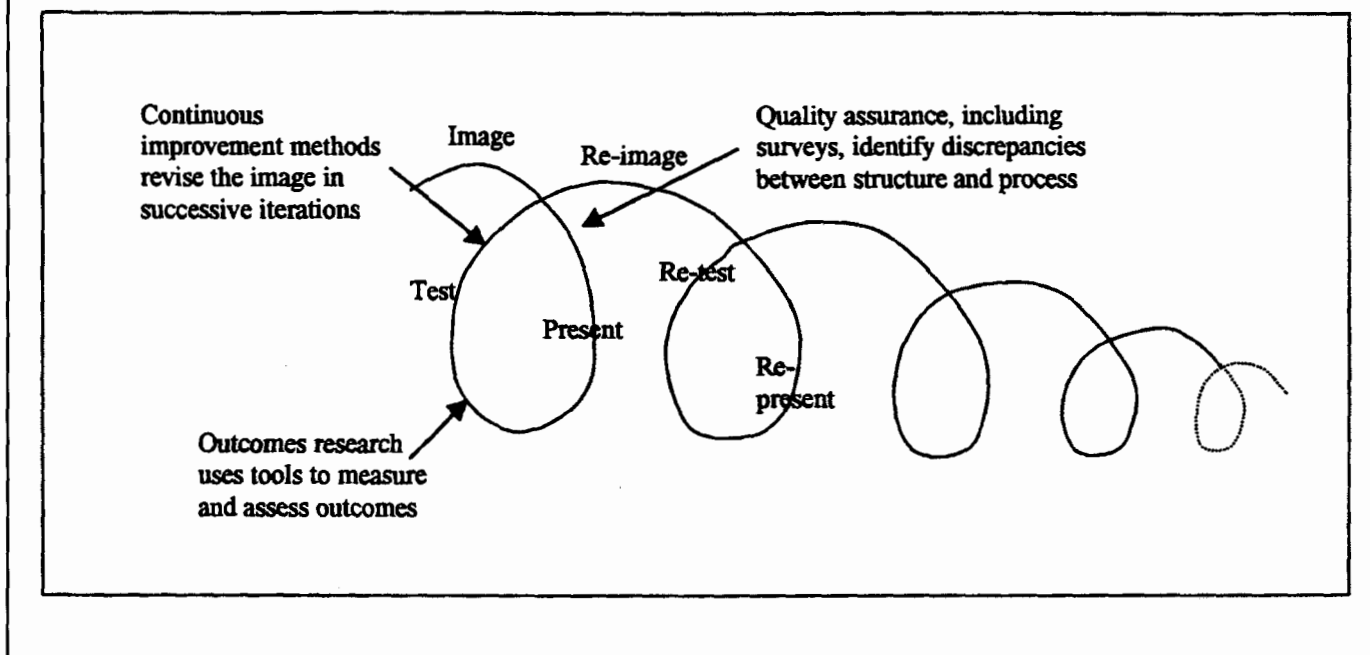 Continuous
improvement methods
revise the image in
successive iterations
Image
Re-image
Quality assurance, including
surveys, identify discrepancies
between structure and process
Test
Present
Re-test
Re-
present
Outcomes research
uses tools to measure
and assess outcomes